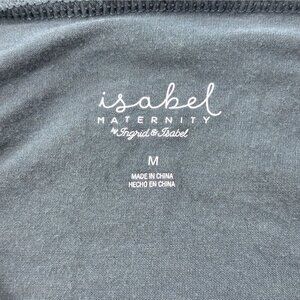 isabel
MATERNITY
by Ingrid & Isabel
M
MADE IN CHINA
HECHO EN CHINA